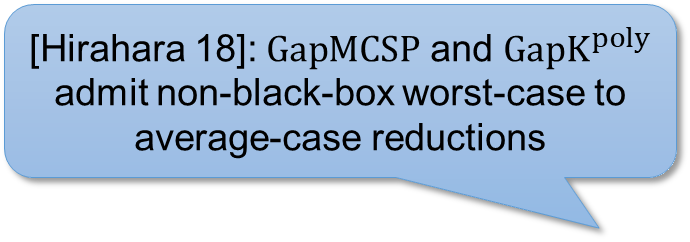 [Hirahara 18]: GapMCSP and GapK^poly
admit non-black-box worst-case to
average-case reductions